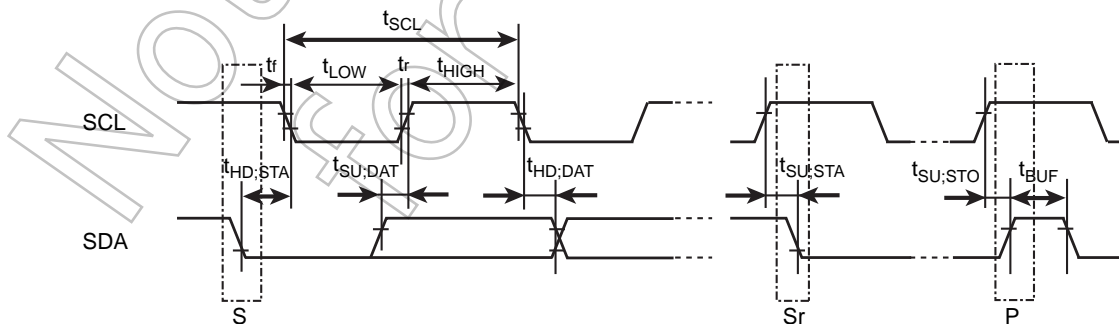 tSCL
tf tLOW tr tHIGH
SCL
tHD;STA tSU;DAT tHD;DAT tSU;STA tSU;STO tBUF
SDA
S Sr P
for